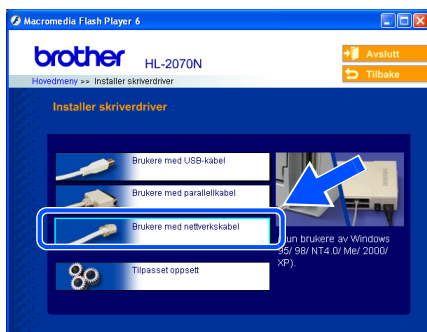 Macromedia Flash Player 6
brother HL-2070N
Avslutt
Tilbake
Hovedmeny >> Installer skriverdriver
Installer skriverdriver
Brukere med USB-kabel
Brukere med parallellkabel
Brukere med nettverkskabel
Tilpasset oppsett
un brukere av Windows
95/ 98/ NT4.0/ Me/ 2000/
XP).